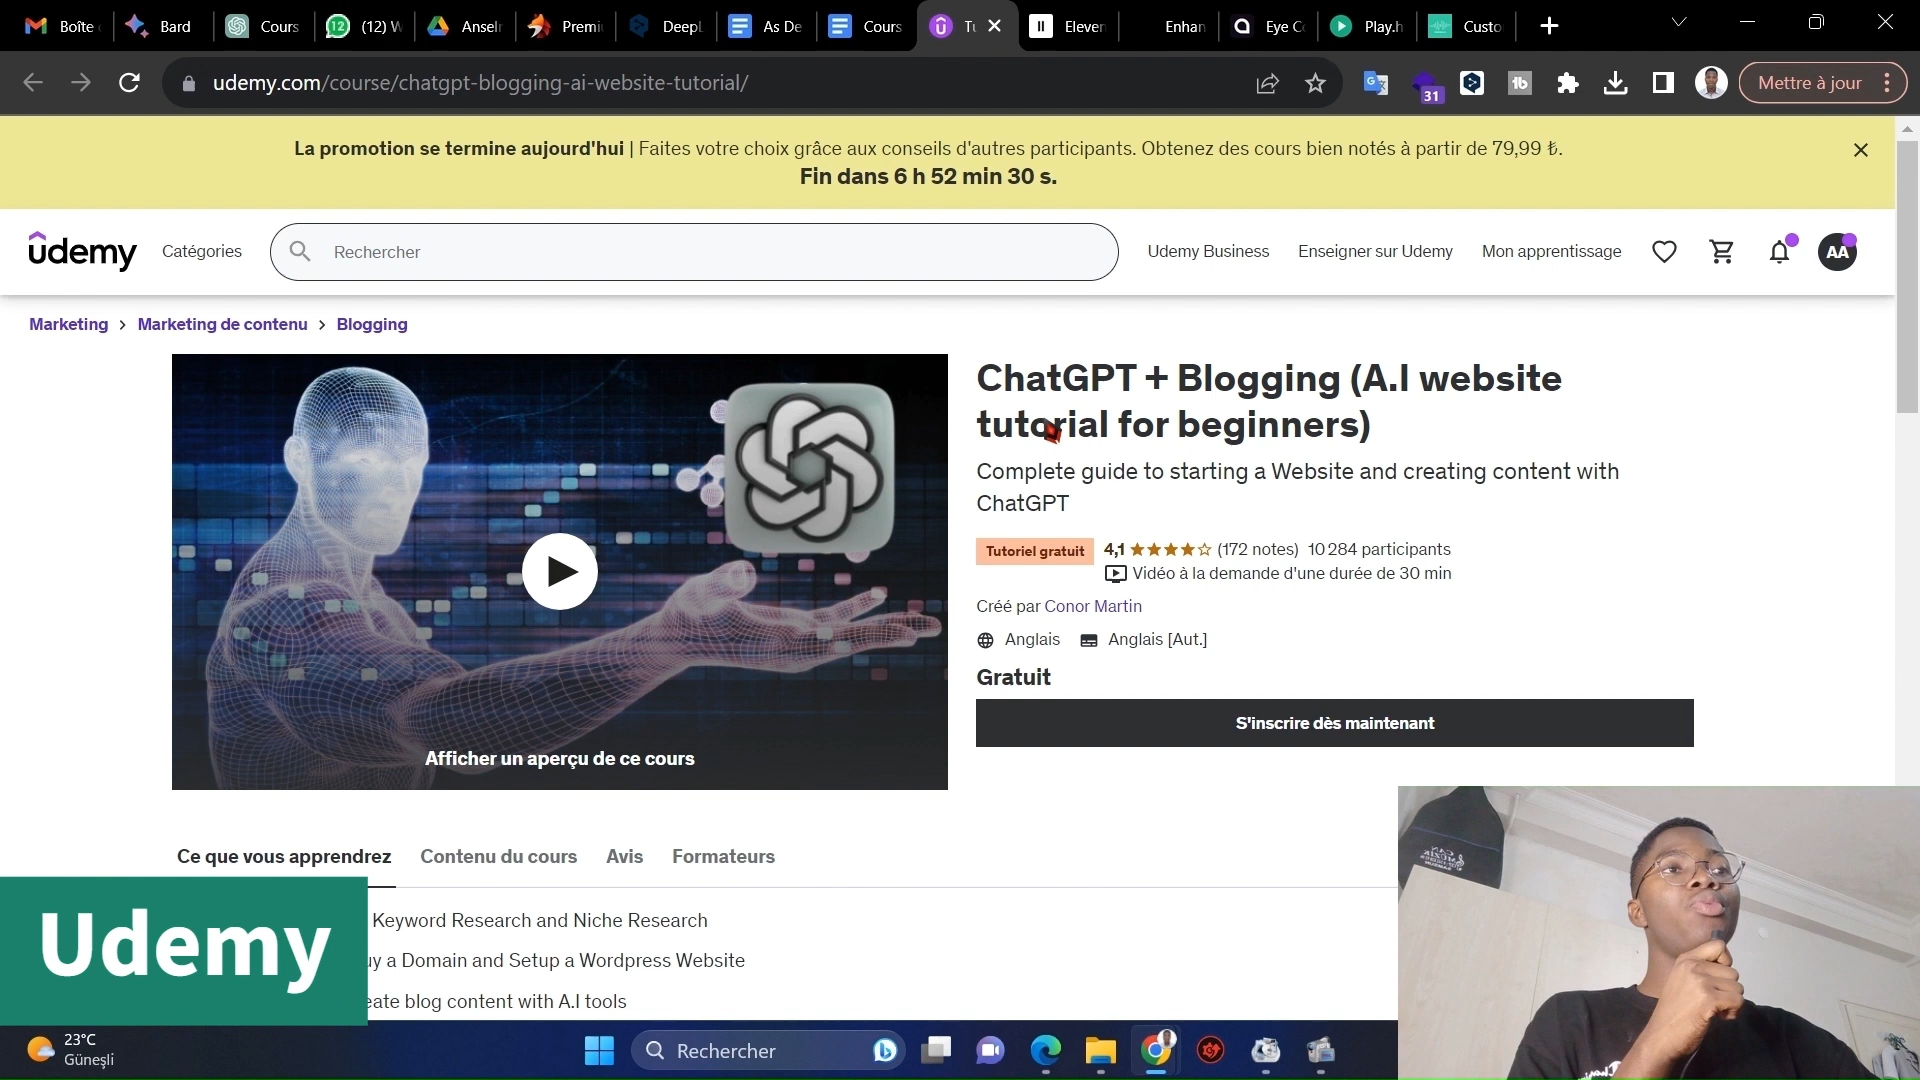 Boîte
Bard
Cours
(12) W
Anselm
Premi
DeepL
As De
Cours
Tu
Eleven
Enhan
Eye Co
Play.h
Custo
udemy.com/course/chatgpt-blogging-ai-website-tutorial/
31
Mettre à jour
La promotion se termine aujourd'hui | Faites votre choix grâce aux conseils d'autres participants. Obtenez des cours bien notés à partir de 79,99 ₺.
Fin dans 6 h 52 min 30 s.
udemy
Catégories
Rechercher
Udemy Business
Enseigner sur Udemy
Mon apprentissage
AA
Marketing > Marketing de contenu > Blogging
ChatGPT + Blogging (A.I website
tutorial for beginners)
Complete guide to starting a Website and creating content with
ChatGPT
Tutoriel gratuit 4,1 (172 notes) 10 284 participants
Vidéo à la demande d'une durée de 30 min
Créé par Conor Martin
Anglais Anglais [Aut.]
Gratuit
S'inscrire dès maintenant
Afficher un aperçu de ce cours
Ce que vous apprendrez
Contenu du cours
Avis
Formateurs
Keyword Research and Niche Research
uy a Domain and Setup a Wordpress Website
eate blog content with A.I tools
Udemy
23°C
Güneşli
Rechercher